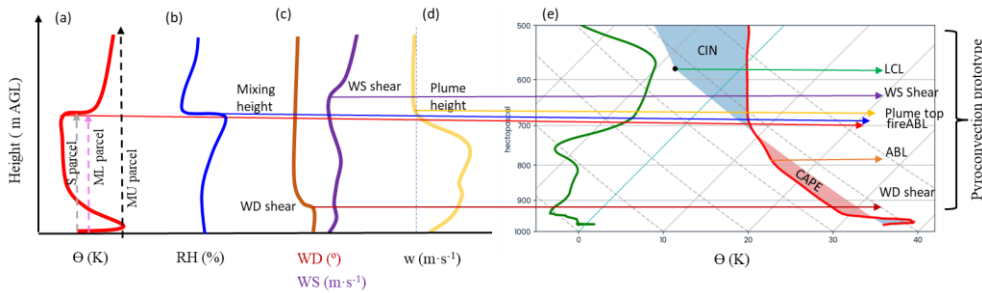 (a)
(b)
(c)
(d)
(e)
Height ( m AGL)
S parcel
ML parcel
MU parcel
Mixing
height
WS shear
Plume
height
WD shear
Θ (K)
RH (%)
WD (º)
WS (m·s⁻¹)
w (m·s⁻¹)
500
600
700
800
900
1000
hectopascal
CIN
CAPE
LCL
WS Shear
Plume top
fireABL
ABL
WD shear
0
10
20
30
40
Θ (K)
Pyroconvection prototype